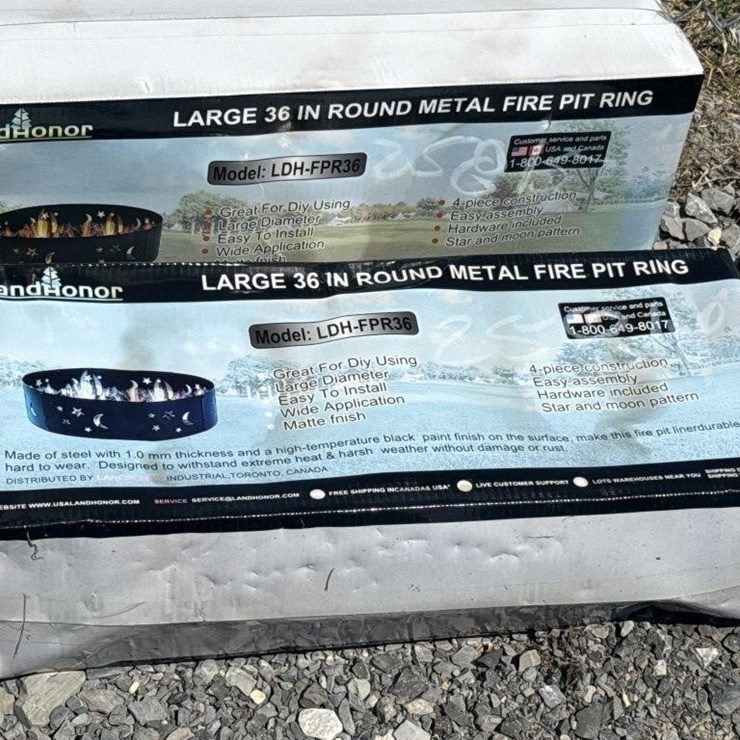 dHonor
LARGE 36 IN ROUND METAL FIRE PIT RING
Model: LDH-FPR36
Customer service and parts
USA and Canada
1-800-649-8017
Great For Diy Using
Large Diameter
Easy To Install
Wide Application
fnish
4-piece construction
Easy assembly
Hardware included
Star and moon pattern
andHonor
LARGE 36 IN ROUND METAL FIRE PIT RING
Model: LDH-FPR36
Customer service and parts
and Canada
1-800-649-8017
Great For Diy Using
Large Diameter
Easy To Install
Wide Application
Matte fnish
4-piece construction
Easy assembly
Hardware included
Star and moon pattern
Made of steel with 1.0 mm thickness and a high-temperature black paint finish on the surface, make this fire pit linerdurable
hard to wear. Designed to withstand extreme heat & harsh weather without damage or rust.
DISTRIBUTED BY INDUSTRIAL,TORONTO, CANADA
EBSITE WWW.USALANDHONOR.COM SERVICE SERVICE@LANDHONOR.COM FREE SHIPPING INCANADA& USA* LIVE CUSTOMER SUPPORT LOTS WAREHOUSES NEAR YOU